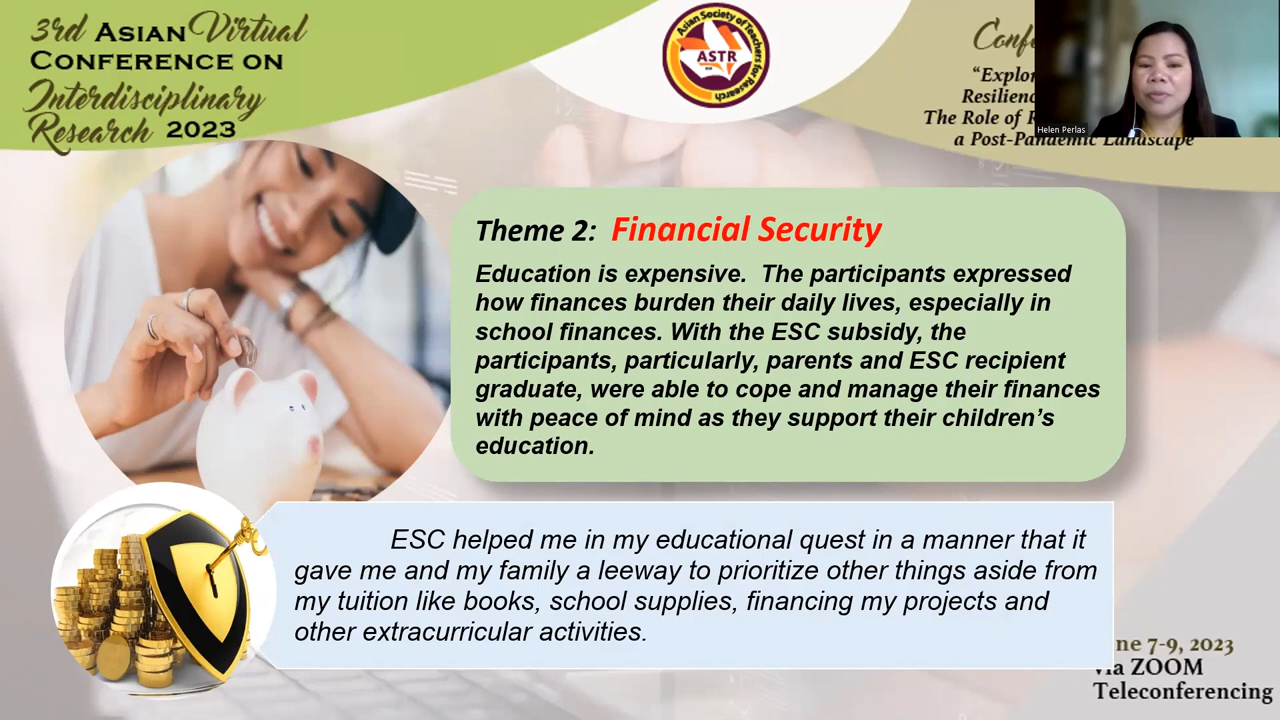 3rd ASIAN Virtual
CONFERENCE ON
Interdisciplinary
Research 2023
Asian Society of Teachers for Research
ASTR
"Explor
Resilienc
The Role of R
a Post-Pandemic Landscape
Helen Perlas
Theme 2: Financial Security
Education is expensive. The participants expressed
how finances burden their daily lives, especially in
school finances. With the ESC subsidy, the
participants, particularly, parents and ESC recipient
graduate, were able to cope and manage their finances
with peace of mind as they support their children's
education.
ESC helped me in my educational quest in a manner that it
gave me and my family a leeway to prioritize other things aside from
my tuition like books, school supplies, financing my projects and
other extracurricular activities.
ne 7-9, 2023
via ZOOM
Teleconferencing